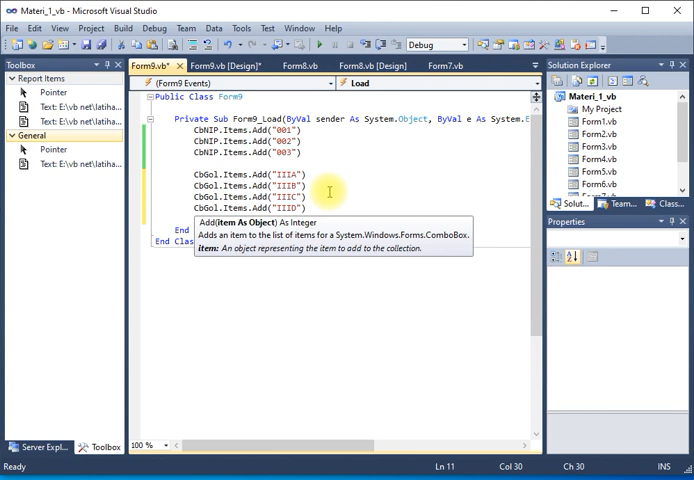 Materi_1_vb - Microsoft Visual Studio
File Edit View Project Build Debug Team Data Tools Test Analyze Window Help
Debug
Toolbox
Report Items
Pointer
Text: E:\vb net\latiha...
Text: E:\vb net\latiha...
General
Pointer
Text: E:\vb net\latiha...
Server Expl... Toolbox
Form9.vb* Form9.vb [Design]* Form8.vb Form8.vb [Design] Form7.vb
(Form9 Events) Load
Public Class Form9
Private Sub Form9_Load(ByVal sender As System.Object, ByVal e As System.E
CbNIP.Items.Add("001")
CbNIP.Items.Add("002")
CbNIP.Items.Add("003")
CbGol.Items.Add("IIIA")
CbGol.Items.Add("IIIB")
CbGol.Items.Add("IIIC")
CbGol.Items.Add("IIID")
Add(item As Object) As Integer
Adds an item to the list of items for a System.Windows.Forms.ComboBox.
item: An object representing the item to add to the collection.
End
End Clas
100 %
Solution Explorer
Materi_1_vb
My Project
Form1.vb
Form2.vb
Form3.vb
Form4.vb
Form5.vb
Form6.vb
Form7.vb
Solut... Team... Class...
Properties
Ready Ln 11 Col 30 Ch 30 INS